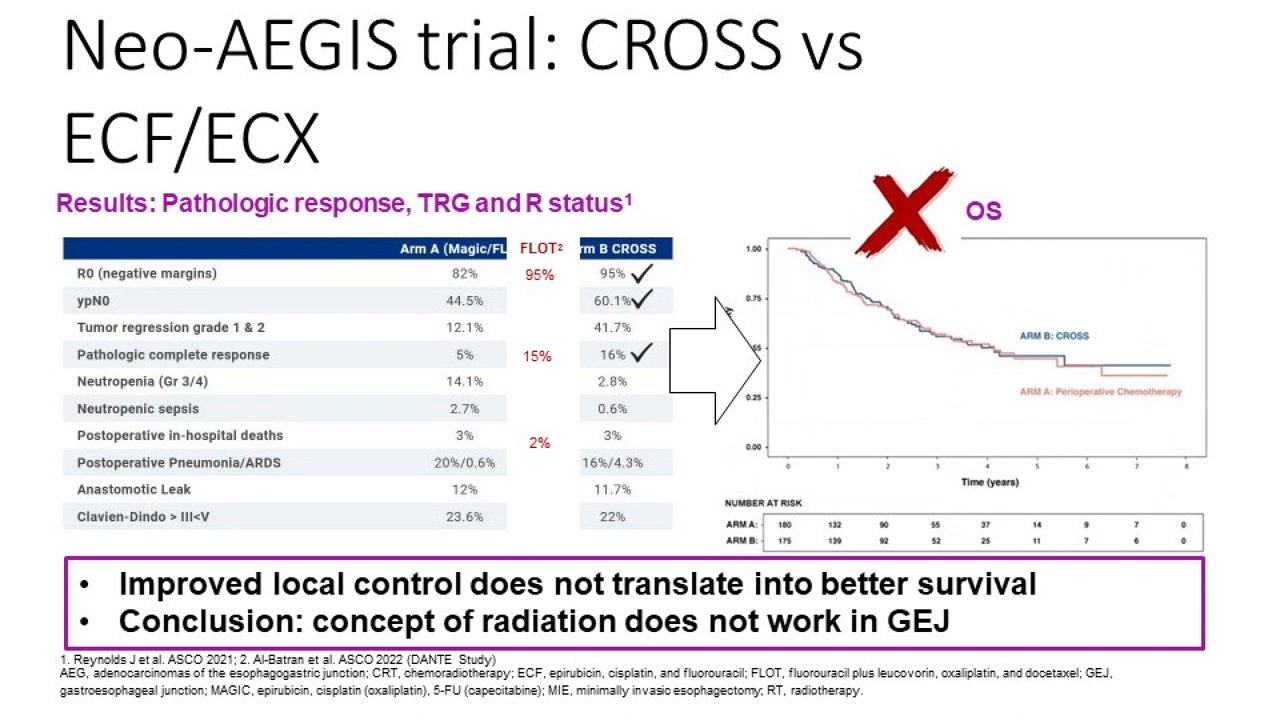 Neo-AEGIS trial: CROSS vs
ECF/ECX
Results: Pathologic response, TRG and R status¹
OS
Arm A (Magic/FL FLOT² rm B CROSS
R0 (negative margins) 82% 95% 95%
ypN0 44.5% 60.1%
Tumor regression grade 1 & 2 12.1% 41.7%
Pathologic complete response 5% 15% 16%
Neutropenia (Gr 3/4) 14.1% 2.8%
Neutropenic sepsis 2.7% 0.6%
Postoperative in-hospital deaths 3% 2% 3%
Postoperative Pneumonia/ARDS 20%/0.6% 16%/4.3%
Anastomotic Leak 12% 11.7%
Clavien-Dindo > III<V 23.6% 22%
1.00
0.75
0.25
0.00
ARM B: CROSS
ARM A: Perioperative Chemotherapy
0 1 2 3 4 5 6 7 8
Time (years)
NUMBER AT RISK
ARM A: 180 132 90 55 37 14 9 7 0
ARM B: 175 139 92 52 25 11 7 6 0
• Improved local control does not translate into better survival
• Conclusion: concept of radiation does not work in GEJ
1. Reynolds J et al. ASCO 2021; 2. Al-Batran et al. ASCO 2022 (DANTE Study)
AEG, adenocarcinomas of the esophagogastric junction; CRT, chemoradiotherapy; ECF, epirubicin, cisplatin, and fluorouracil; FLOT, fluorouracil plus leucovorin, oxaliplatin, and docetaxel; GEJ,
gastroesophageal junction; MAGIC, epirubicin, cisplatin (oxaliplatin), 5-FU (capecitabine); MIE, minimally invasic esophagectomy; RT, radiotherapy.